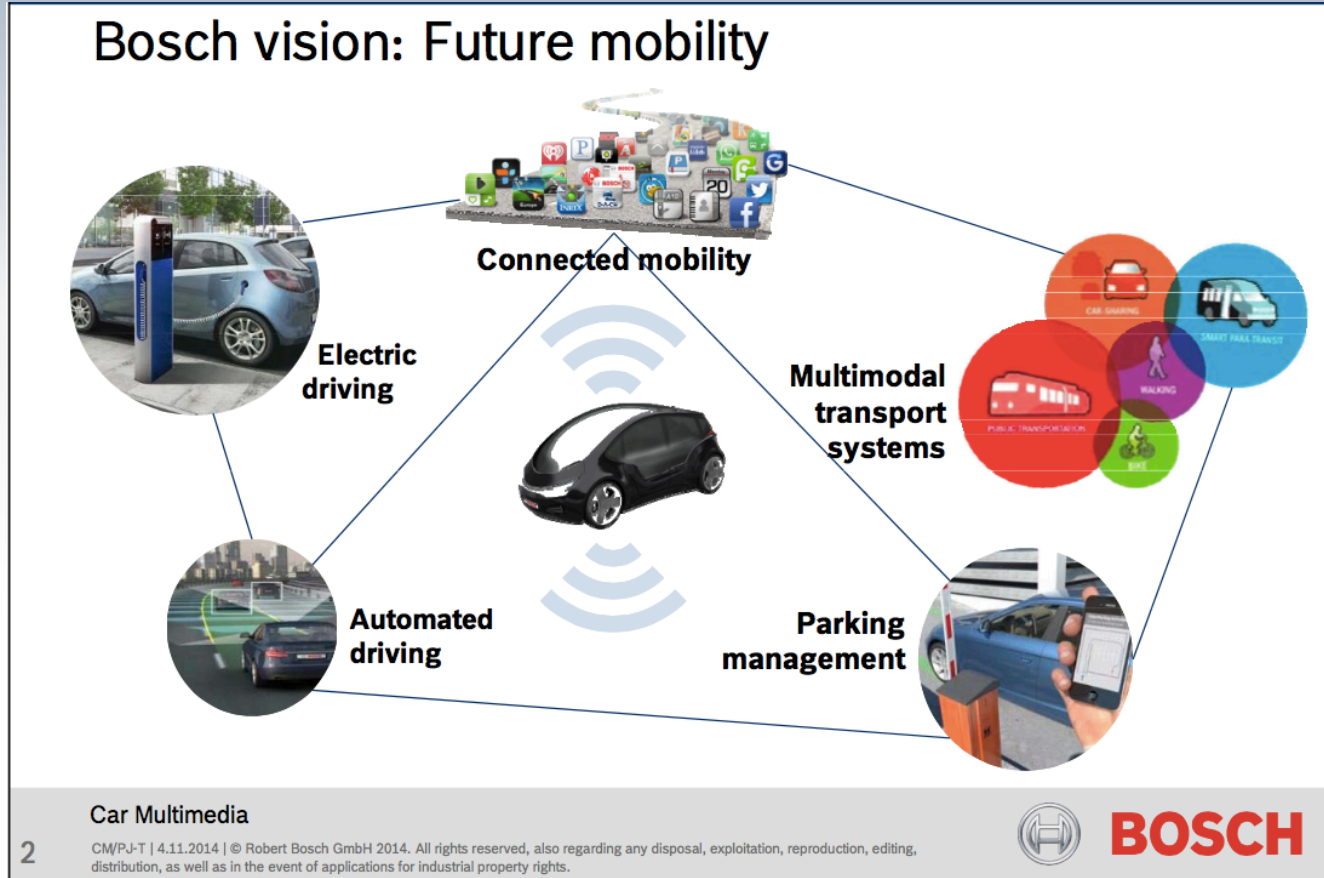 Bosch vision: Future mobility
Connected mobility
Electric
driving
CAR-SHARING
SMART PARA-TRANSIT
WALKING
PUBLIC TRANSPORTATION
BIKE
Multimodal
transport
systems
Automated
driving
Parking
management
Car Multimedia
2
CM/PJ-T | 4.11.2014 | © Robert Bosch GmbH 2014. All rights reserved, also regarding any disposal, exploitation, reproduction, editing,
distribution, as well as in the event of applications for industrial property rights.
BOSCH